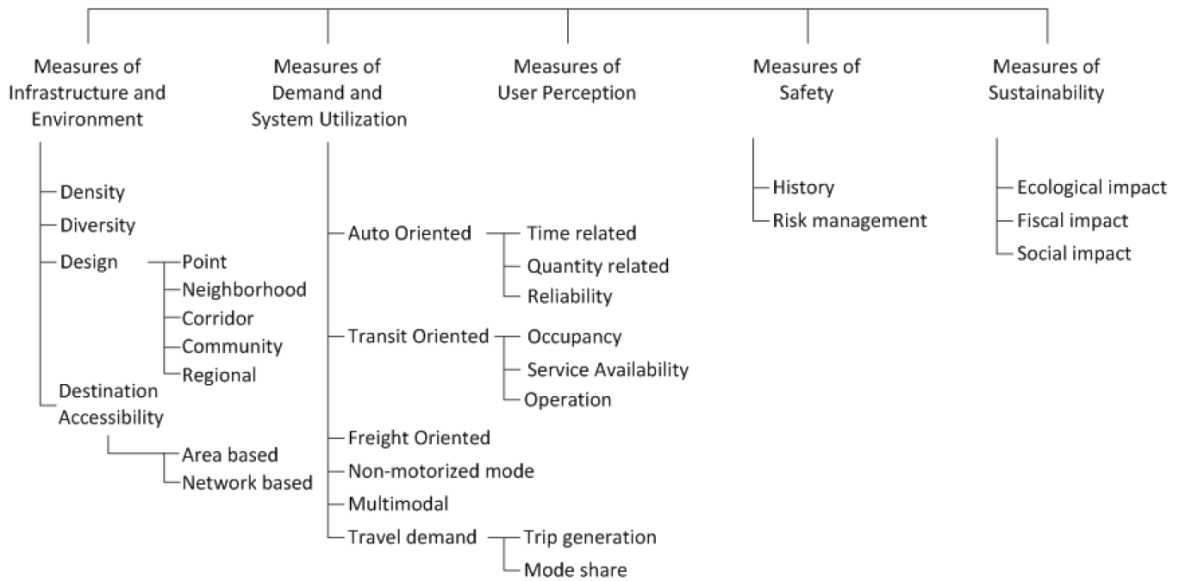 Measures of
Infrastructure and
Environment
Measures of
Demand and
System Utilization
Measures of
User Perception
Measures of
Safety
Measures of
Sustainability
Density
Diversity
Design
Point
Neighborhood
Corridor
Community
Regional
Destination
Accessibility
Area based
Network based
Auto Oriented
Time related
Quantity related
Reliability
Transit Oriented
Occupancy
Service Availability
Operation
Freight Oriented
Non-motorized mode
Multimodal
Travel demand
Trip generation
Mode share
History
Risk management
Ecological impact
Fiscal impact
Social impact